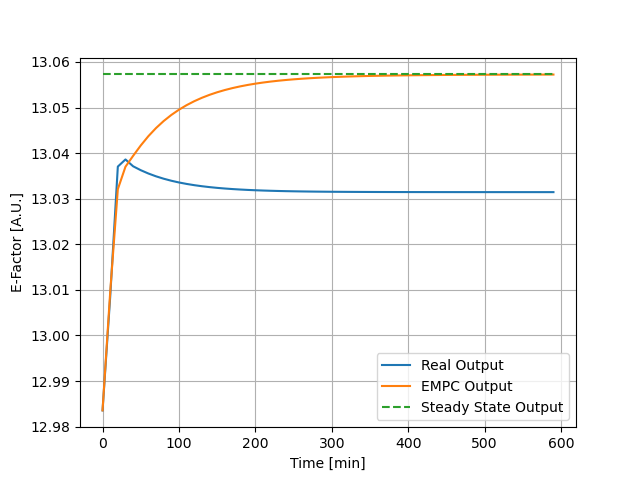 13.06
13.05
13.04
13.03
13.02
13.01
13.00
12.99
12.98
E-Factor [A.U.]
0 100 200 300 400 500 600
Time [min]
Real Output
EMPC Output
Steady State Output